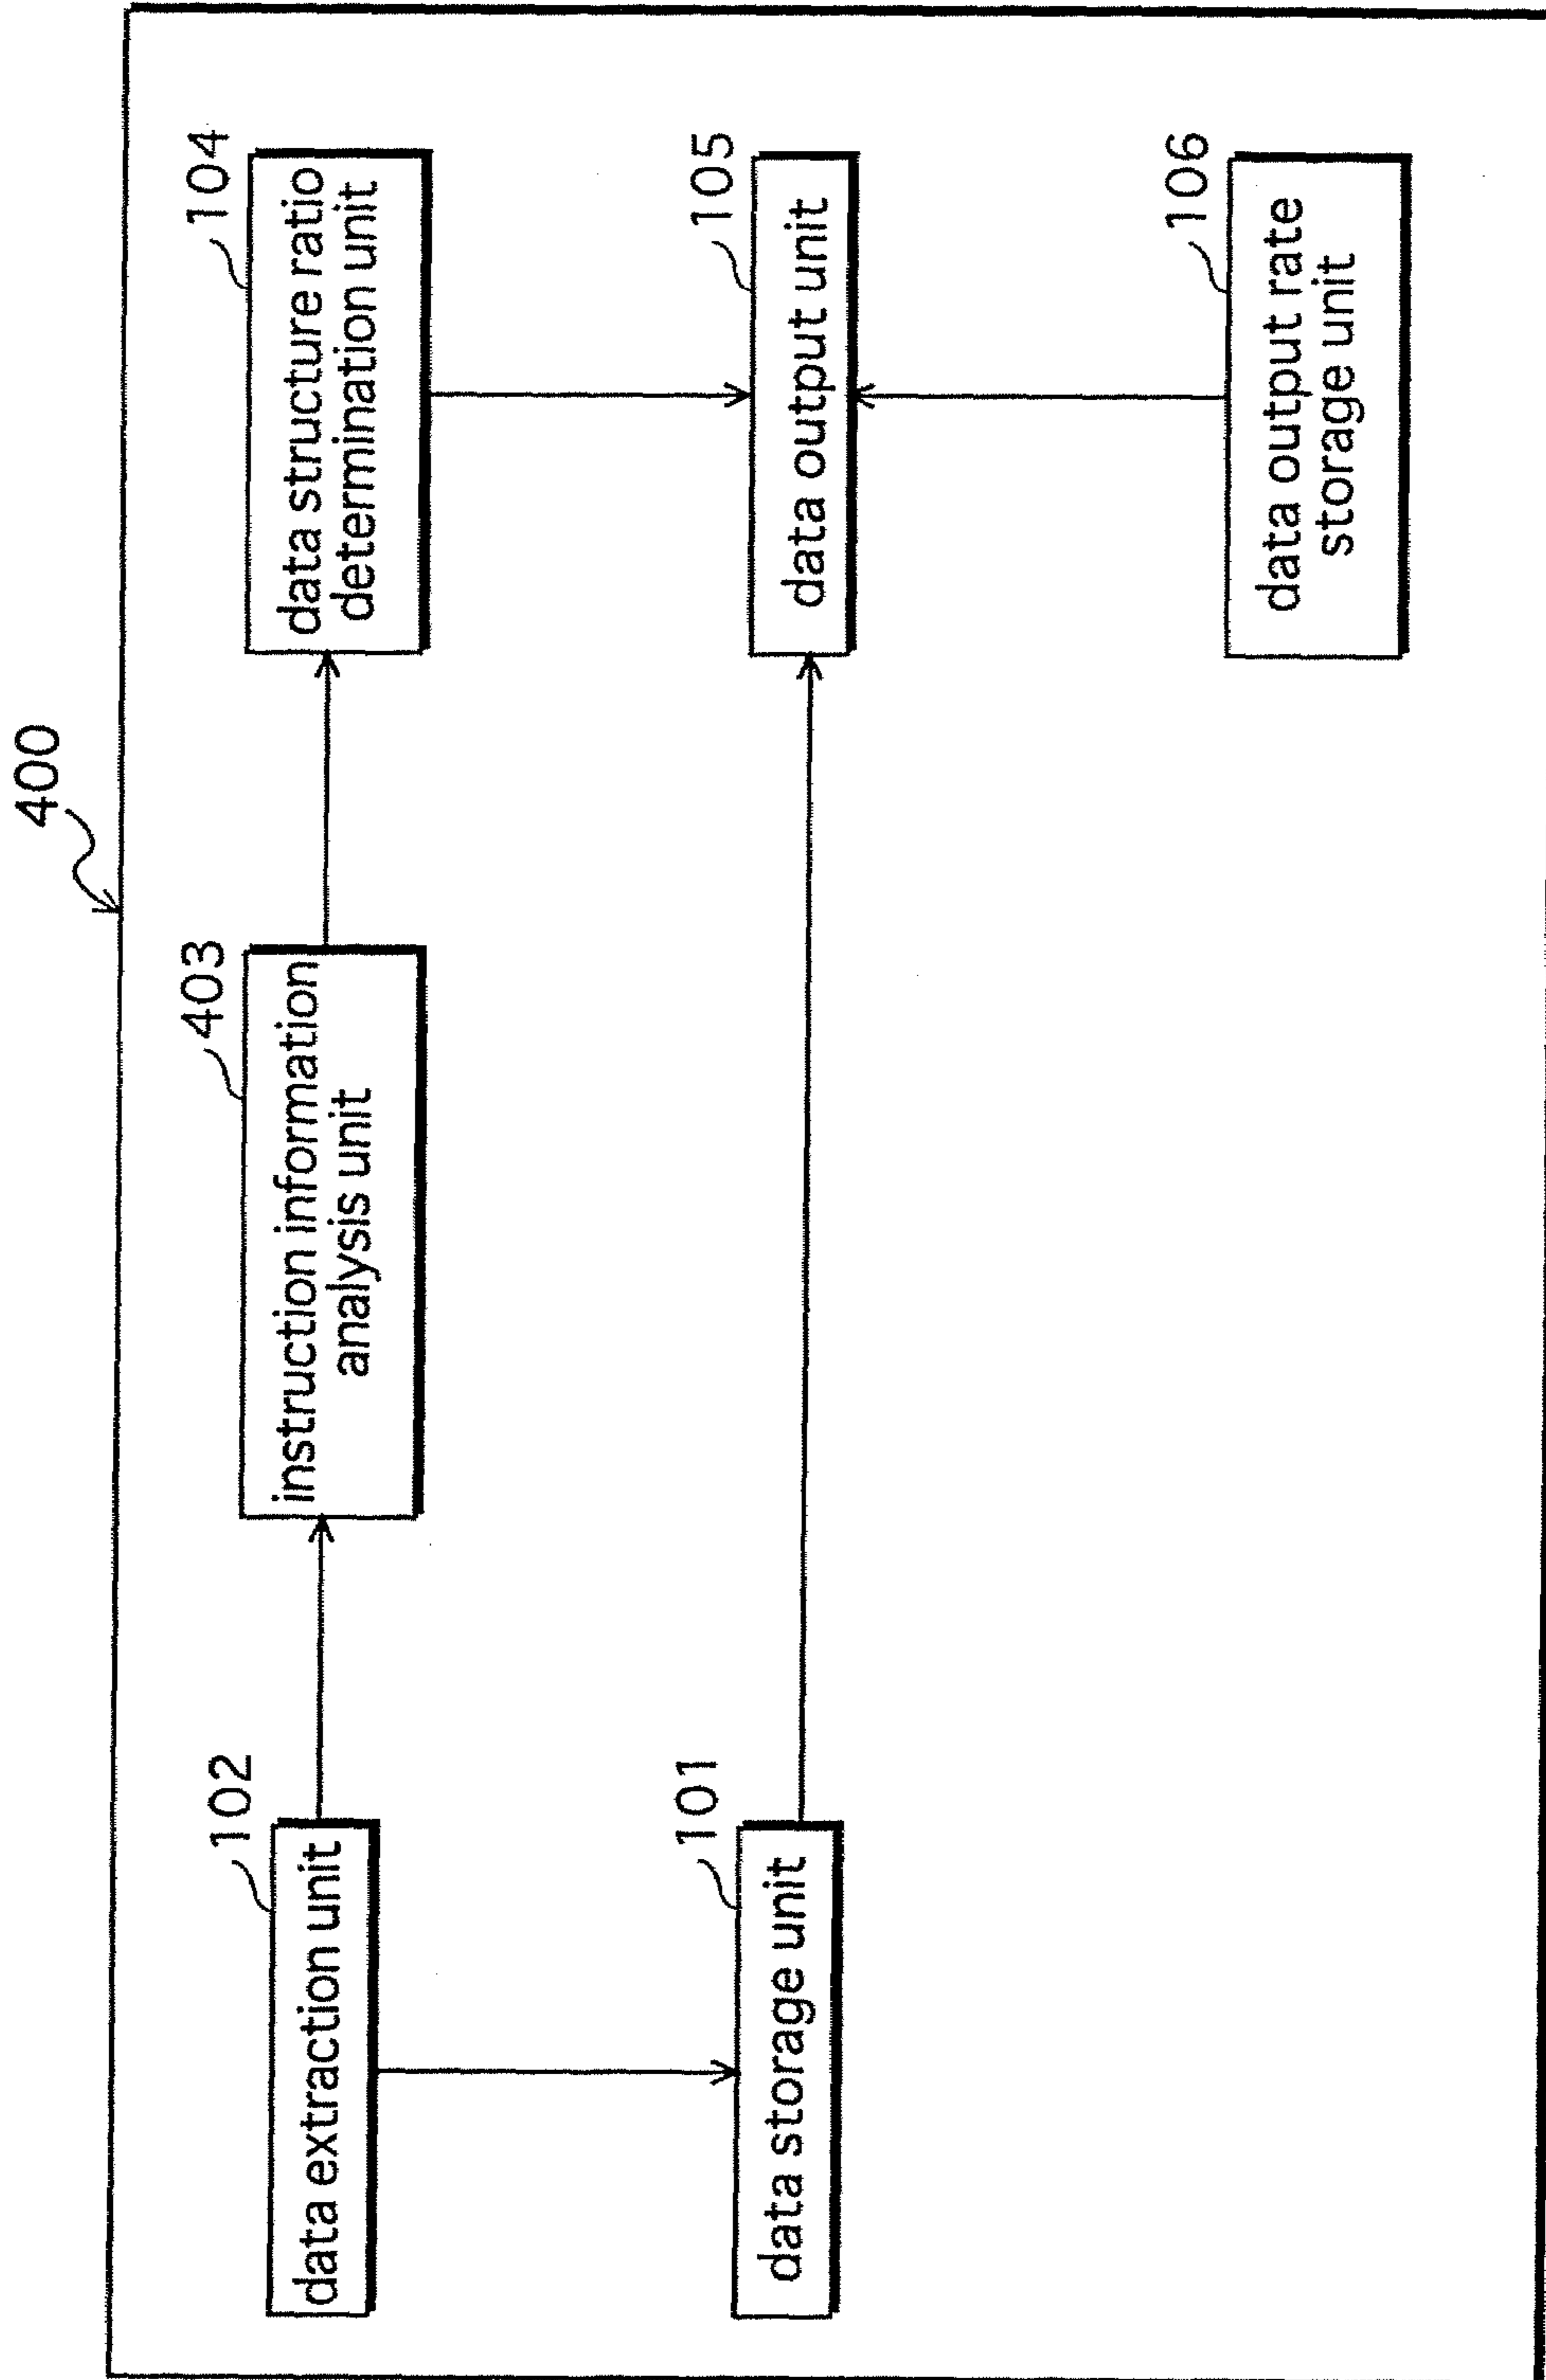 400
102
data extraction unit
403
instruction information
analysis unit
104
data structure ratio
determination unit
101
data storage unit
105
data output unit
106
data output rate
storage unit